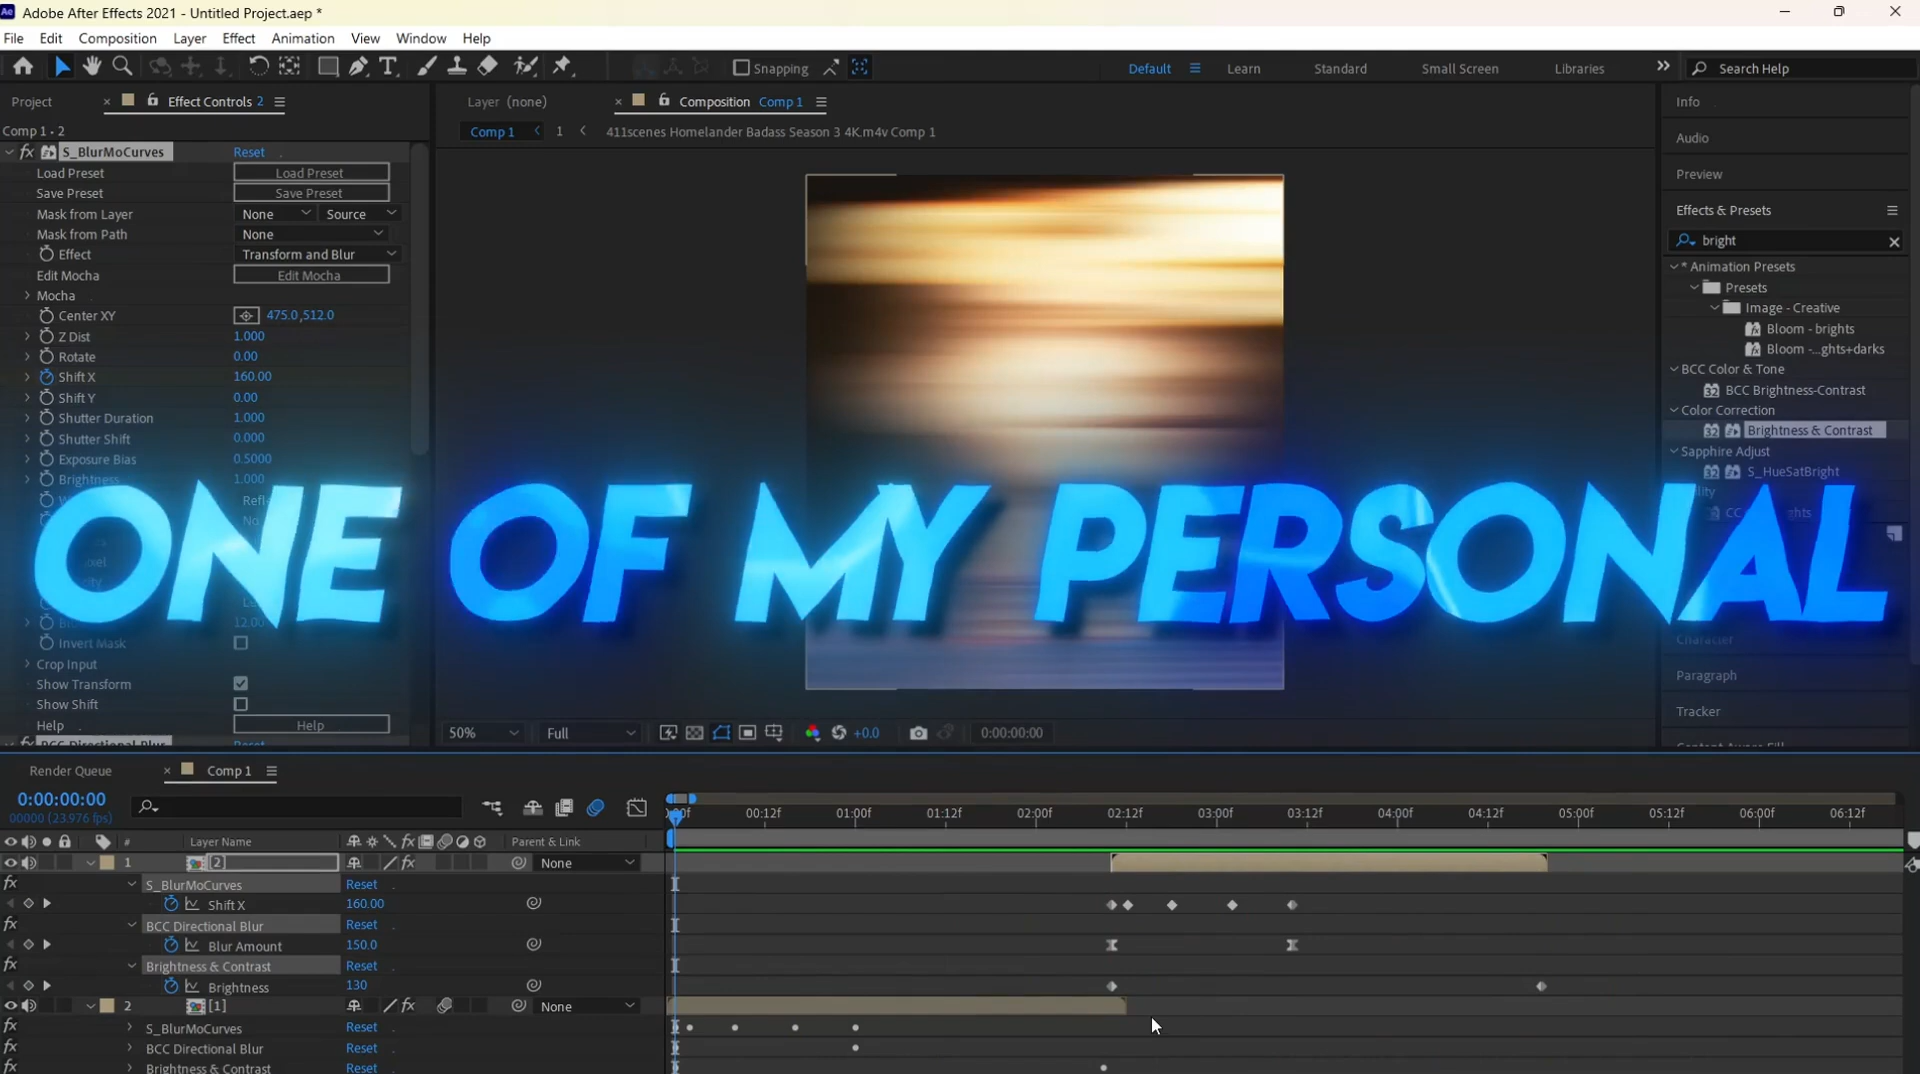 Adobe After Effects 2021 - Untitled Project.aep *
File Edit Composition Layer Effect Animation View Window Help
Snapping Default Learn Standard Small Screen Libraries Search Help
Project Effect Controls 2 Layer (none) Composition Comp 1 Info
Comp 1 • 2 Comp 1 1 411scenes Homelander Badass Season 3 4K.m4v Comp 1
Audio
S_BlurMoCurves Reset
Load Preset Load Preset Preview
Save Preset Save Preset
Mask from Layer None Source Effects & Presets
Mask from Path None bright
Effect Transform and Blur
Edit Mocha Edit Mocha * Animation Presets
Mocha Presets
Center XY 475.0,512.0 Image - Creative
Z Dist 1.000 Bloom - brights
Rotate 0.00 Bloom -...ghts+darks
Shift X 160.00 BCC Color & Tone
Shift Y 0.00 BCC Brightness-Contrast
Shutter Duration 1.000 Color Correction
Shutter Shift 0.000 Brightness & Contrast
Exposure Bias 0.5000 Sapphire Adjust
Brightness 1.000 S_HueSatBright
ONE OF MY PERSONAL
12.00
Invert Mask Character
Crop Input
Show Transform Paragraph
Show Shift Tracker
Help Help
50% Full +0.0 0:00:00:00
BCC Directional Blur Reset
Render Queue Comp 1
0:00:00:00
00000 (23.976 fps) 00:12f 01:00f 01:12f 02:00f 02:12f 03:00f 03:12f 04:00f 04:12f 05:00f 05:12f 06:00f 06:12f
# Layer Name Parent & Link
1 [2] None
S_BlurMoCurves Reset
Shift X 160.00
BCC Directional Blur Reset
Blur Amount 150.0
Brightness & Contrast Reset
Brightness 130
2 [1] None
S_BlurMoCurves Reset
BCC Directional Blur Reset
Brightness & Contrast Reset